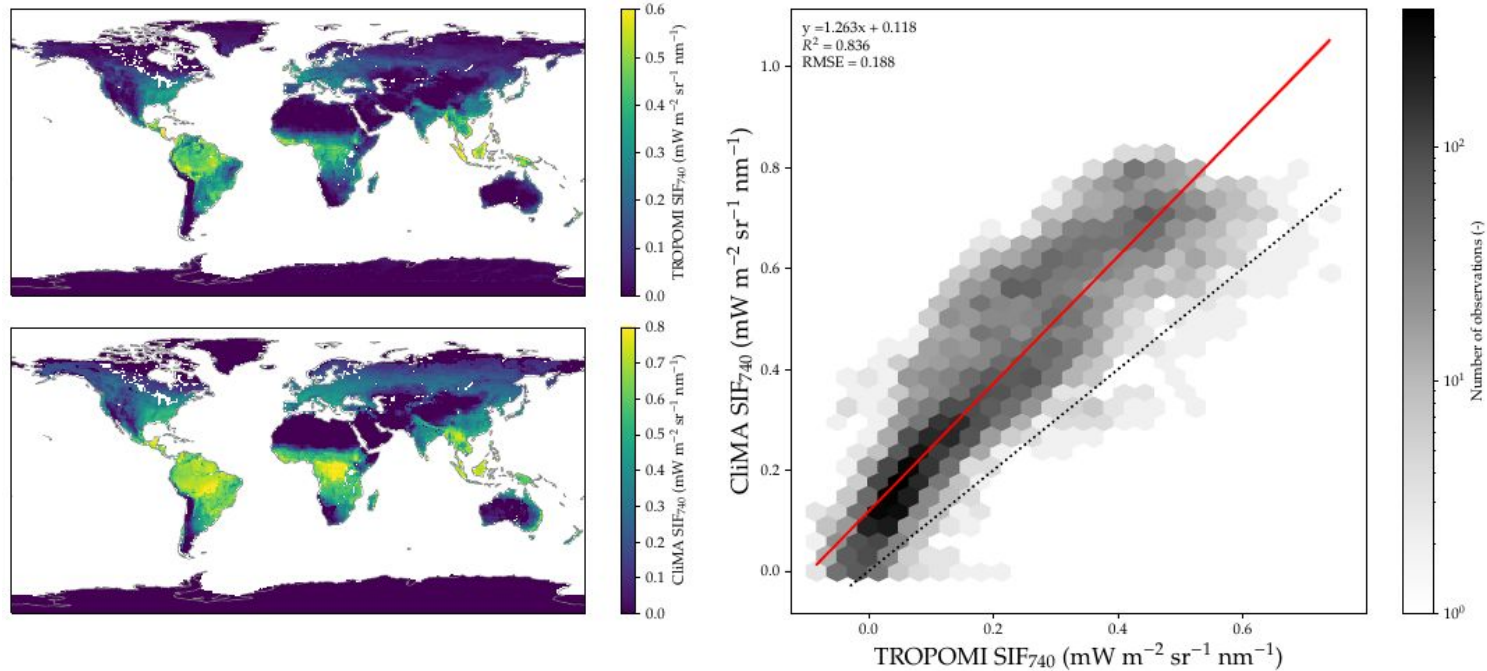 0.6
0.5
0.4
0.3
0.2
0.1
0.0
TROPOMI SIF₇₄₀ (mW m⁻² sr⁻¹ nm⁻¹)
0.8
0.7
0.6
0.5
0.4
0.3
0.2
0.1
0.0
CliMA SIF₇₄₀ (mW m⁻² sr⁻¹ nm⁻¹)
y =1.263x + 0.118
R² = 0.836
RMSE = 0.188
1.0
0.8
0.6
0.4
0.2
0.0
CliMA SIF₇₄₀ (mW m⁻² sr⁻¹ nm⁻¹)
0.0 0.2 0.4 0.6
TROPOMI SIF₇₄₀ (mW m⁻² sr⁻¹ nm⁻¹)
10²
10¹
10⁰
Number of observations (-)